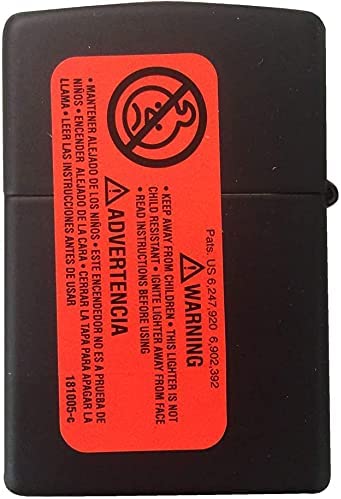 Pats. US 6,247,920 6,902,392
⚠WARNING
• KEEP AWAY FROM CHILDREN • THIS LIGHTER IS NOT
CHILD RESISTANT • IGNITE LIGHTER AWAY FROM FACE
• READ INSTRUCTIONS BEFORE USING
⚠ADVERTENCIA
• MANTENER ALEJADO DE LOS NIÑOS • ESTE ENCENDEDOR NO ES A PRUEBA DE
NIÑOS • ENCENDER ALEJADO DE LA CARA • CERRAR LA TAPA PARA APAGAR LA
LLAMA • LEER LAS INSTRUCCIONES ANTES DE USAR
181005-c